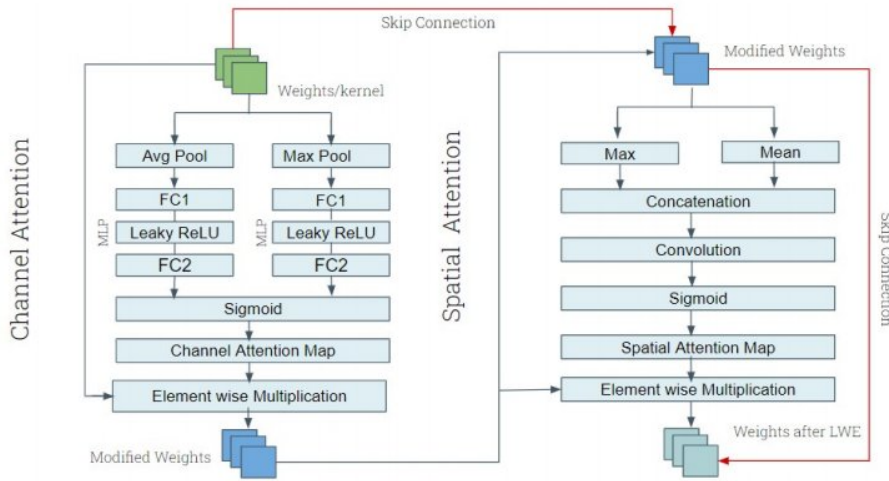 Skip Connection
Weights/kernel
Channel Attention
Avg Pool
Max Pool
FC1
FC1
MLP
Leaky ReLU
MLP
Leaky ReLU
FC2
FC2
Sigmoid
Channel Attention Map
Element wise Multiplication
Modified Weights
Modified Weights
Spatial Attention
Max
Mean
Concatenation
Convolution
Sigmoid
Spatial Attention Map
Element wise Multiplication
Weights after LWE
Skip Connection